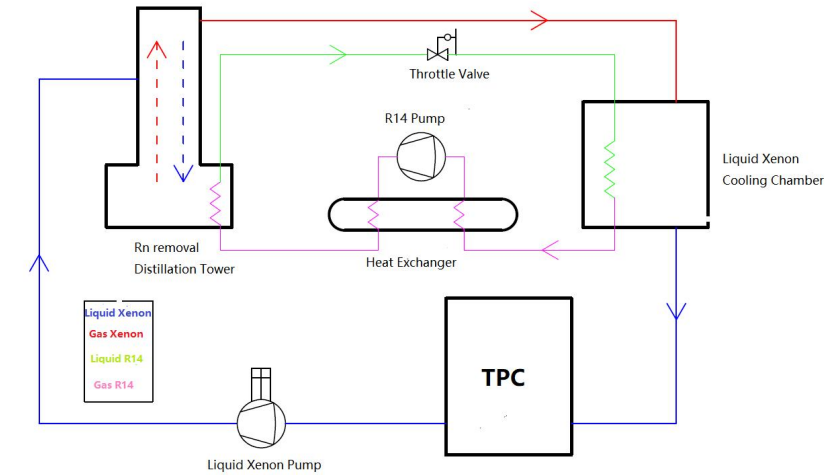 Throttle Valve
R14 Pump
Liquid Xenon
Cooling Chamber
Heat Exchanger
Rn removal
Distillation Tower
Liquid Xenon
Gas Xenon
Liquid R14
Gas R14
TPC
Liquid Xenon Pump